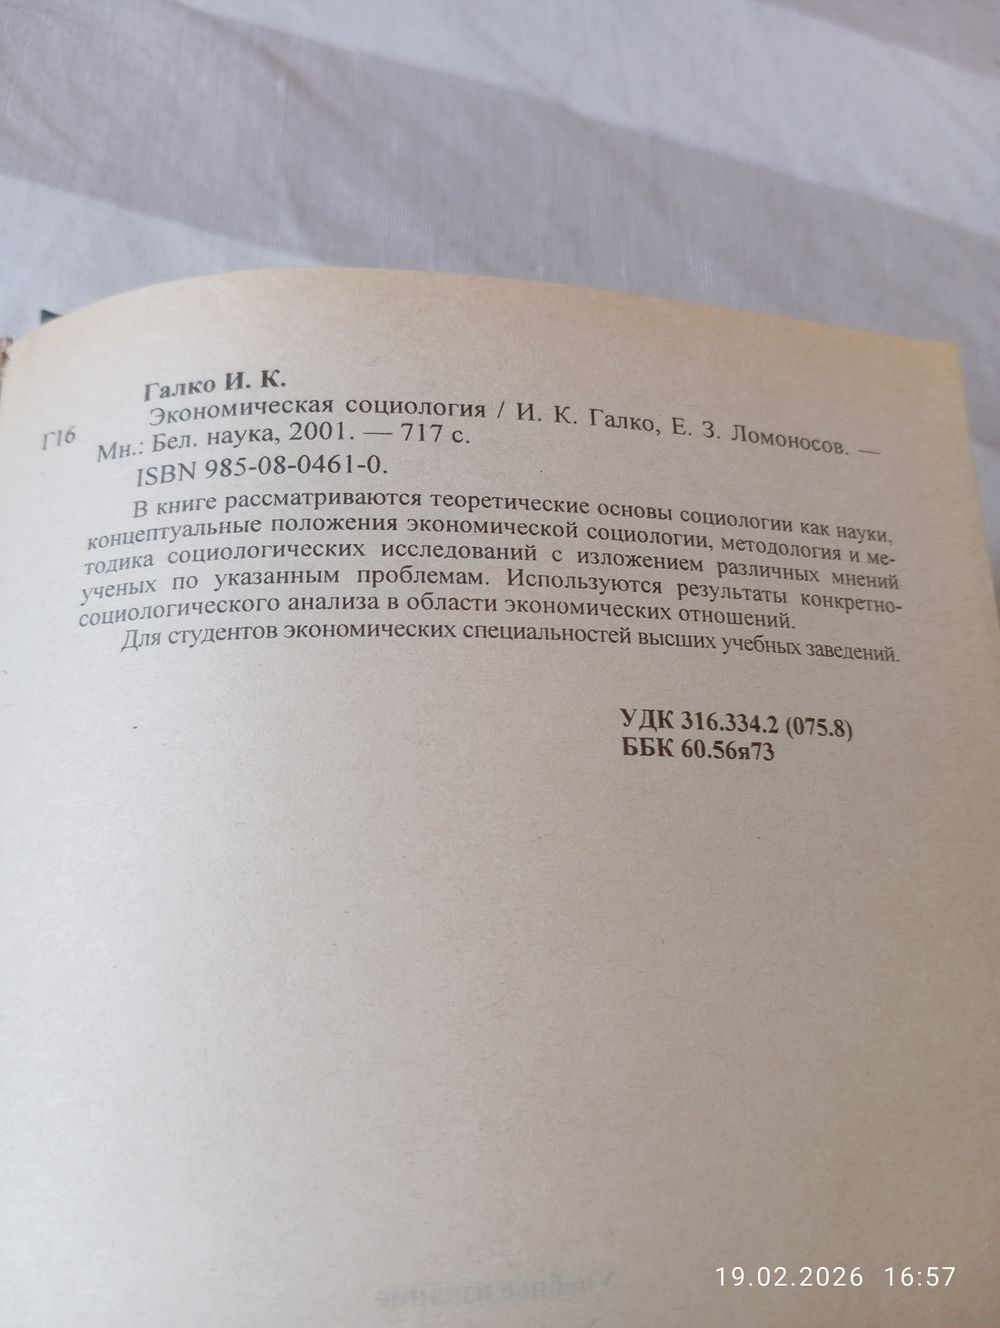 Галко И. К.
Г16
Экономическая социология / И. К. Галко, Е. З. Ломоносов. —
Мн.: Бел. наука, 2001. — 717 с.
ISBN 985-08-0461-0.
В книге рассматриваются теоретические основы социологии как науки,
концептуальные положения экономической социологии, методология и ме-
тодика социологических исследований с изложением различных мнений
ученых по указанным проблемам. Используются результаты конкретно-
социологического анализа в области экономических отношений.
Для студентов экономических специальностей высших учебных заведений.
УДК 316.334.2 (075.8)
ББК 60.56я73
Учебные издание
19.02.2026 16:57